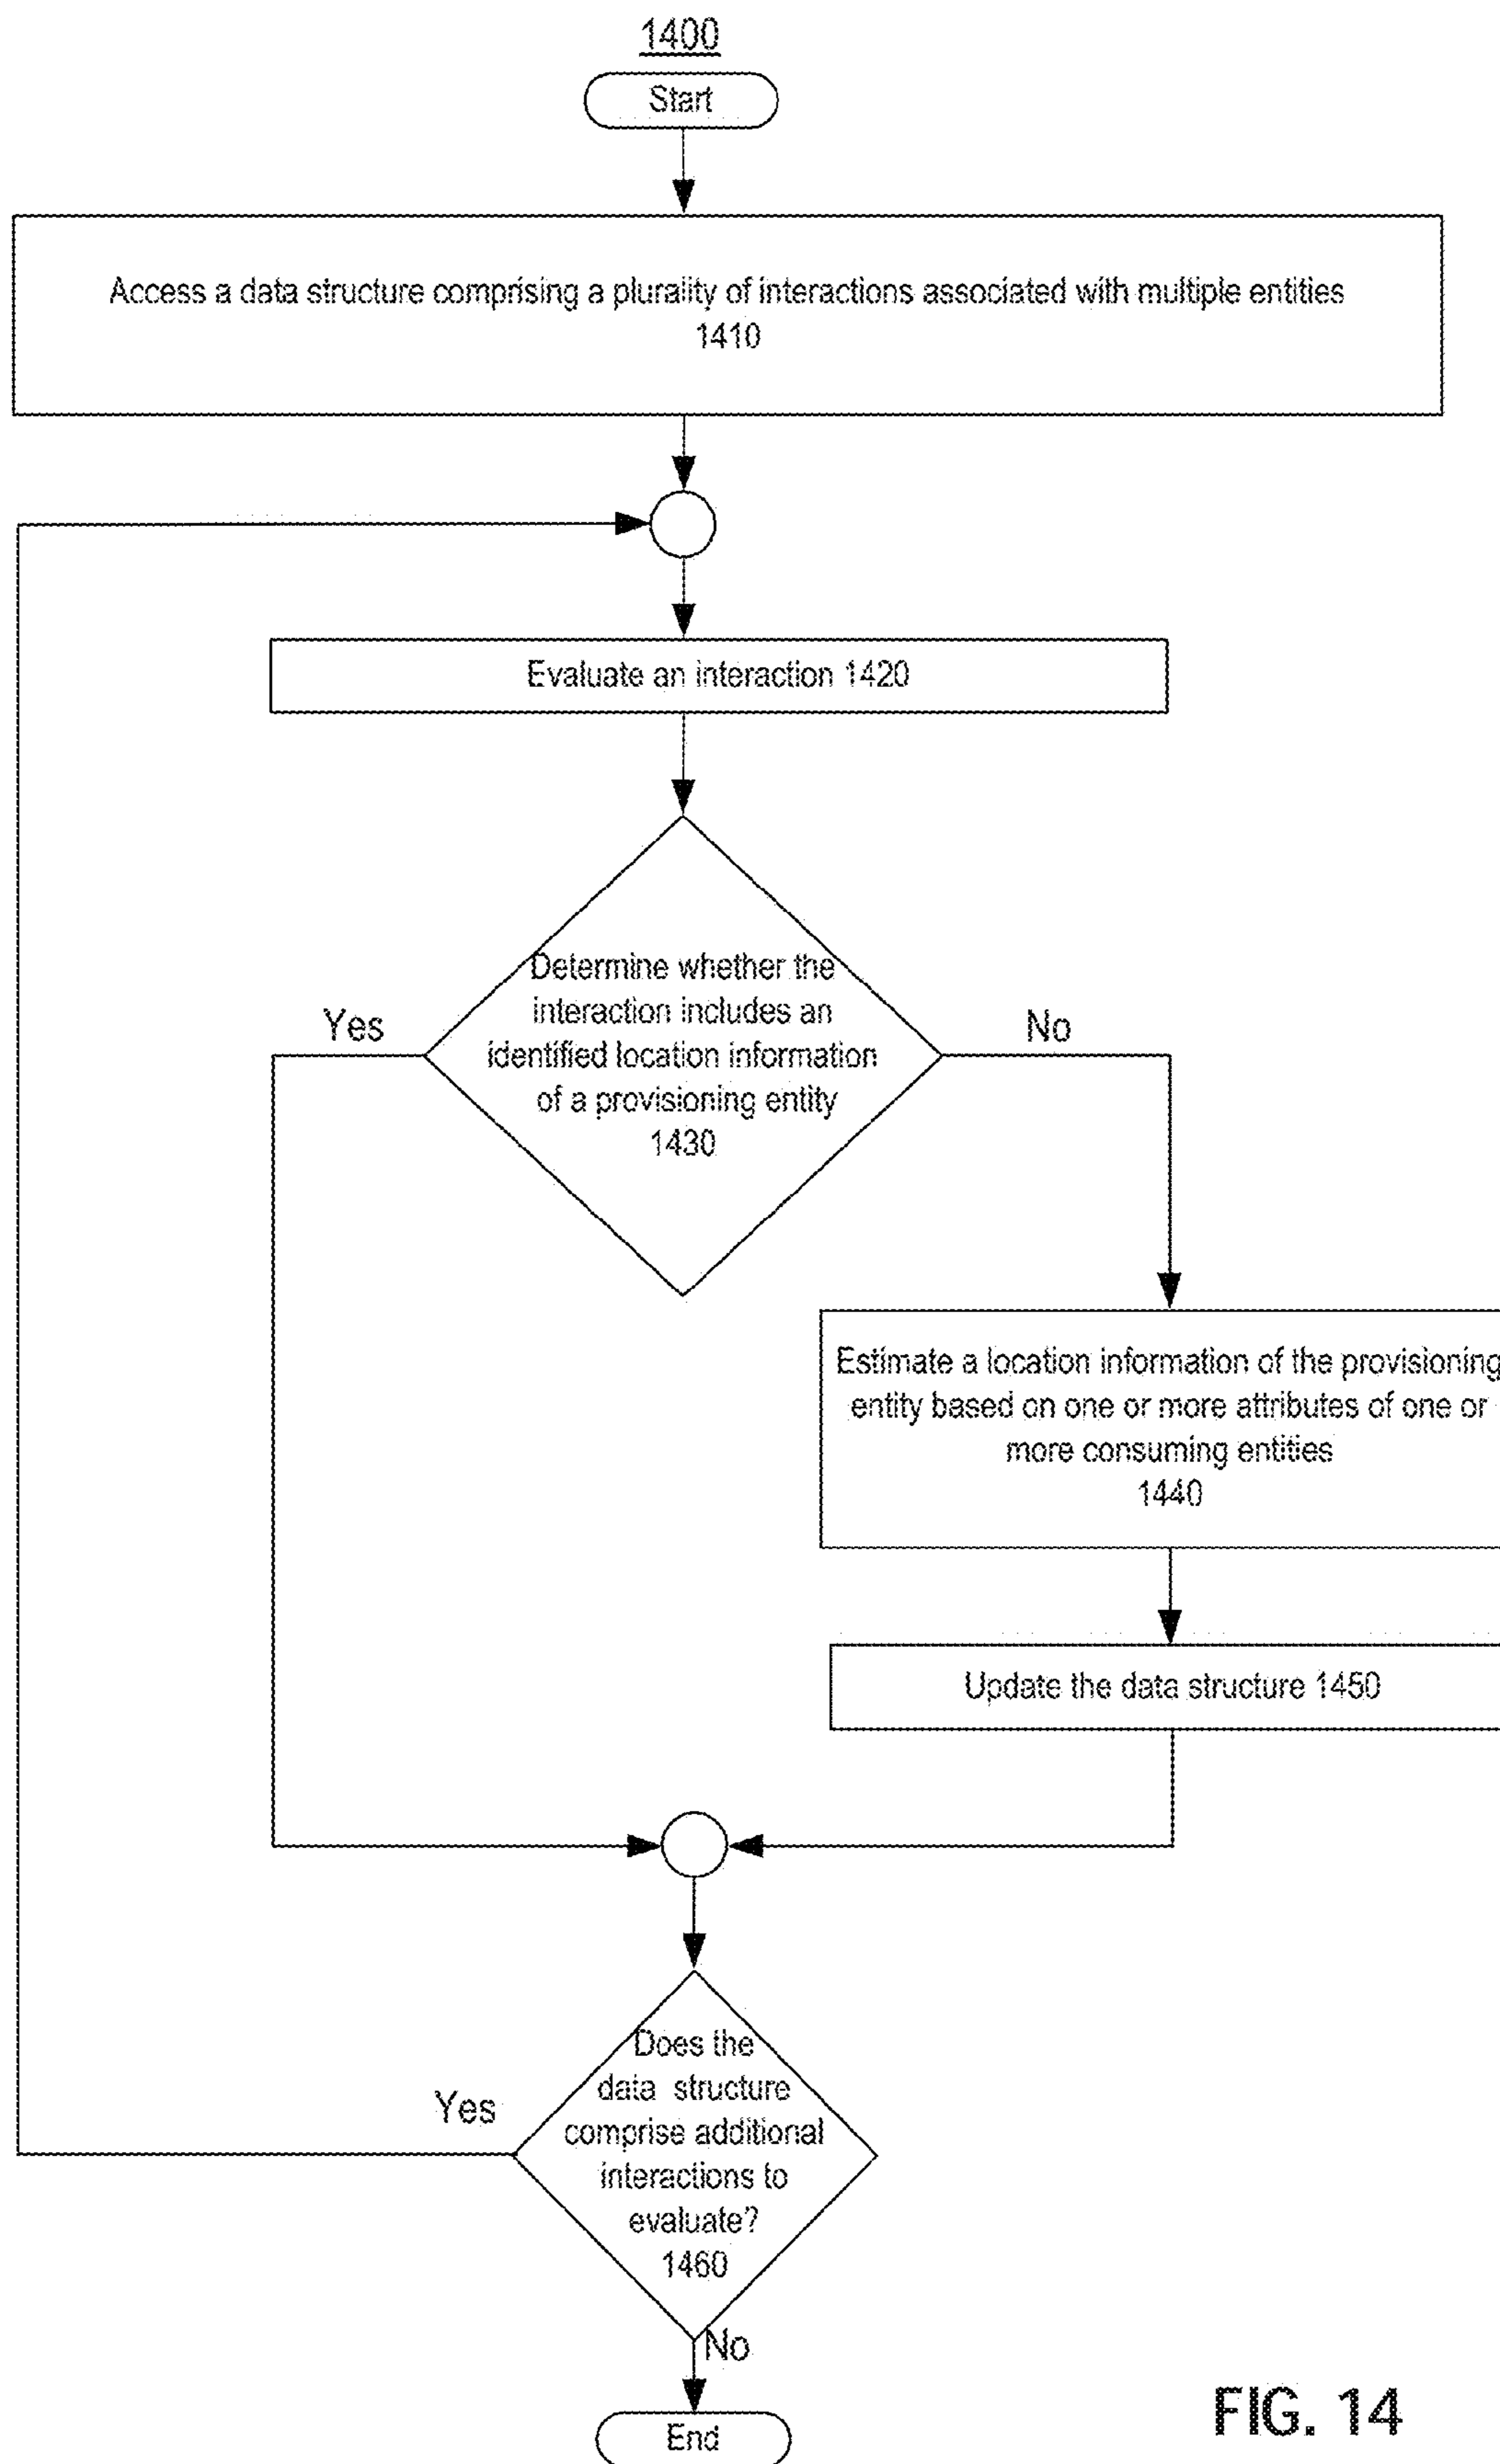 1400
Start
Access a data structure comprising a plurality of interactions associated with multiple entities
1410
Evaluate an interaction 1420
Determine whether the
interaction includes an
identified location information
of a provisioning entity
1430
Yes
No
Estimate a location information of the provisioning
entity based on one or more attributes of one or
more consuming entities
1440
Update the data structure 1450
Does the
data structure
comprise additional
interactions to
evaluate?
1460
Yes
No
End
FIG. 14